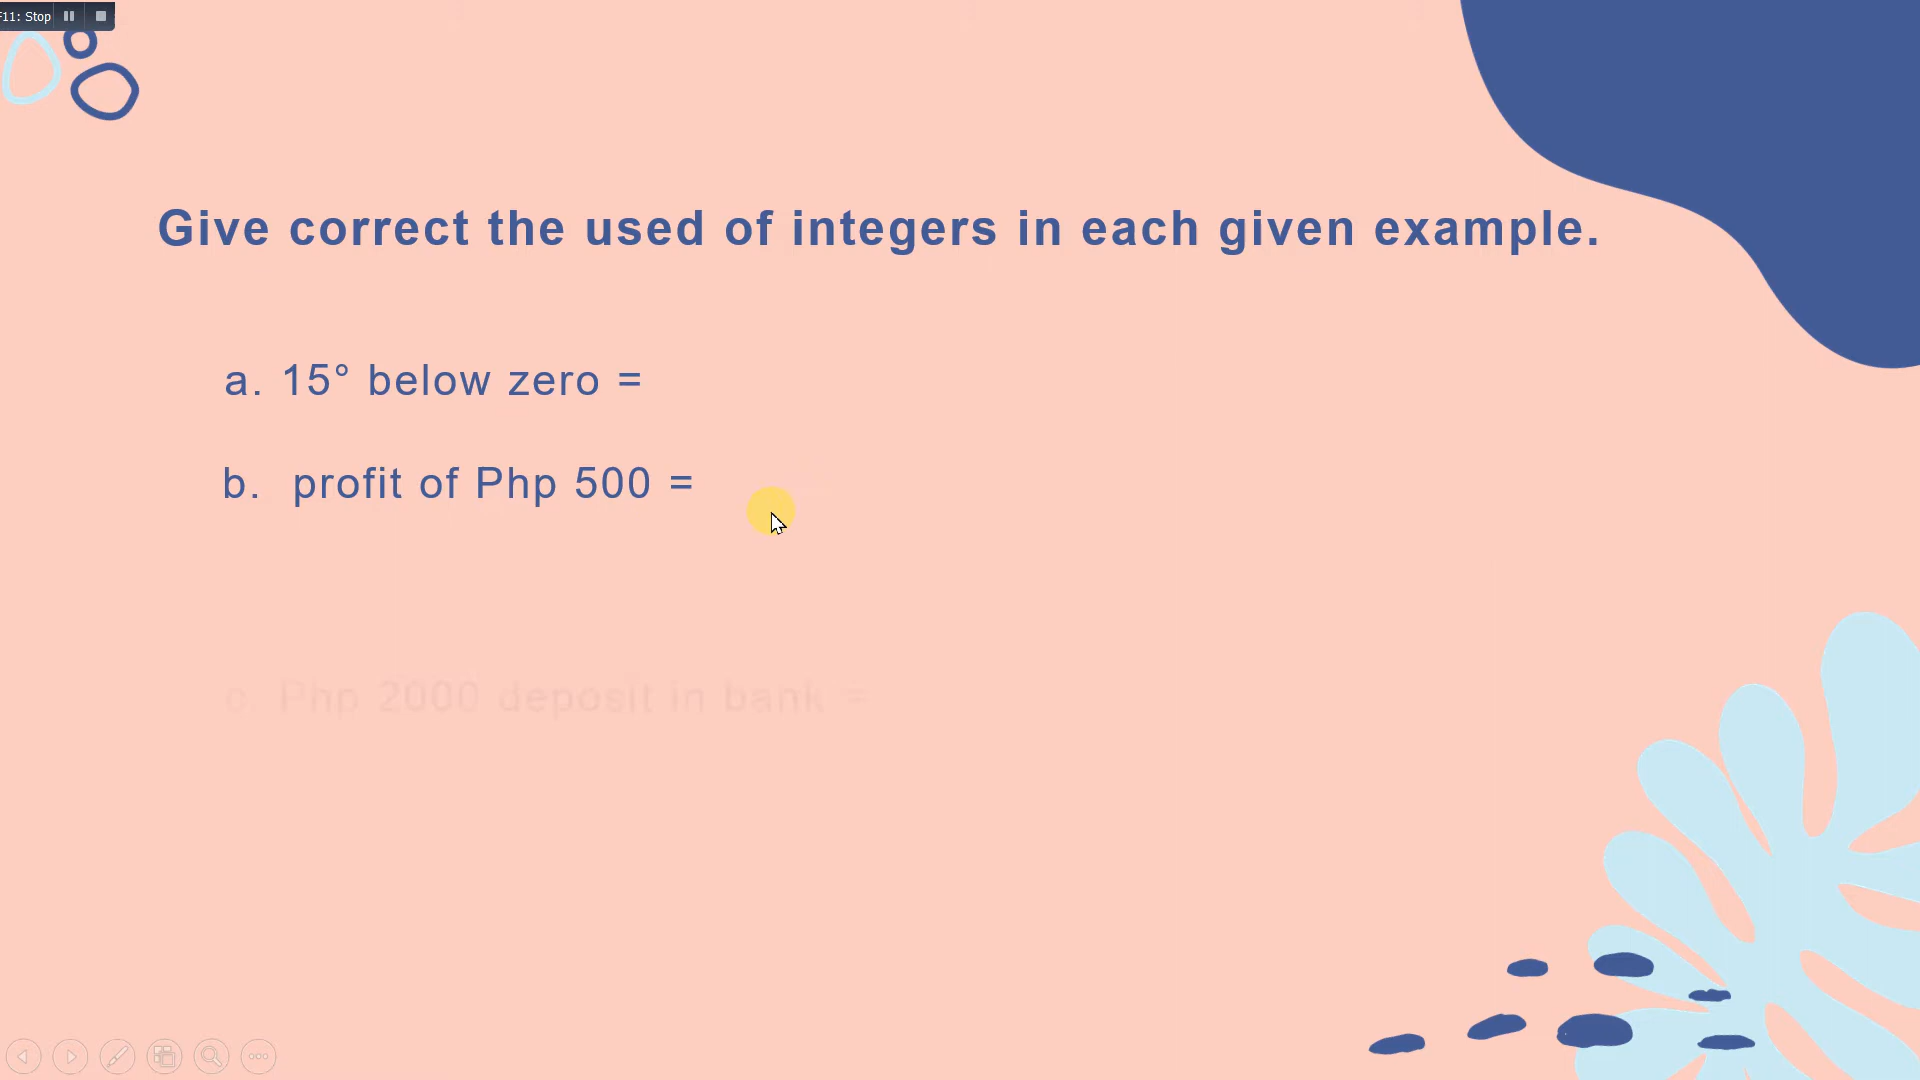 F11: Stop
Give correct the used of integers in each given example.
a. 15° below zero =
b. profit of Php 500 =
c. Php 2000 deposit in bank =